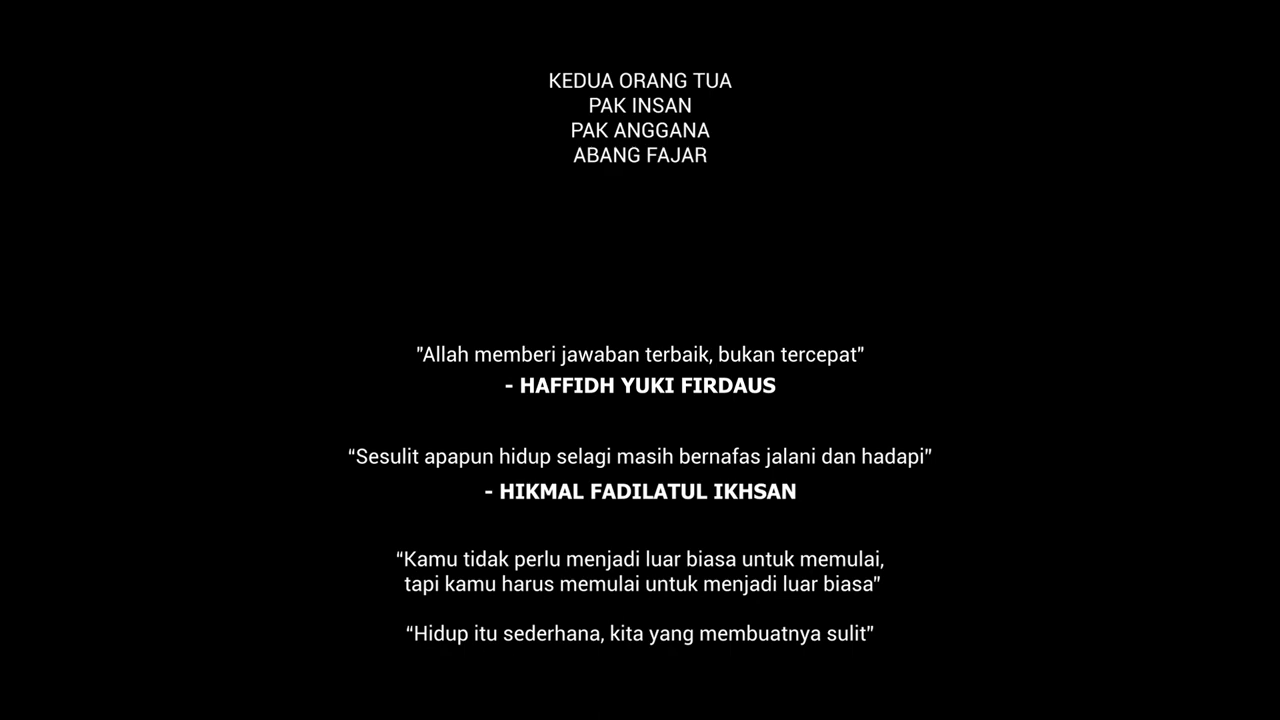 KEDUA ORANG TUA
PAK INSAN
PAK ANGGANA
ABANG FAJAR
"Allah memberi jawaban terbaik, bukan tercepat"
- HAFFIDH YUKI FIRDAUS
“Sesulit apapun hidup selagi masih bernafas jalani dan hadapi”
- HIKMAL FADILATUL IKHSAN
“Kamu tidak perlu menjadi luar biasa untuk memulai,
tapi kamu harus memulai untuk menjadi luar biasa”
“Hidup itu sederhana, kita yang membuatnya sulit”